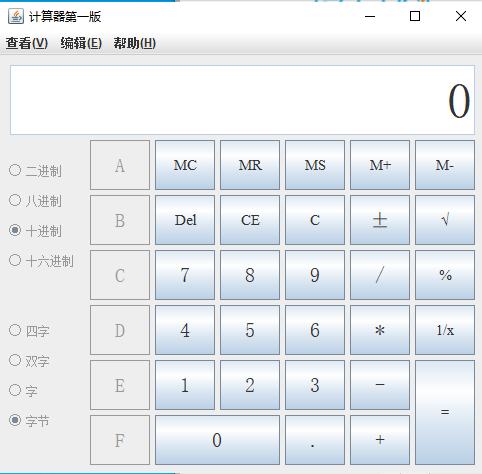 计算器第一版
查看(V) 编辑(E) 帮助(H)
0
二进制
八进制
十进制
十六进制
四字
双字
字
字节
A MC MR MS M+ M-
B Del CE C ± √
C 7 8 9 / %
D 4 5 6 * 1/x
E 1 2 3 - =
F 0 . +